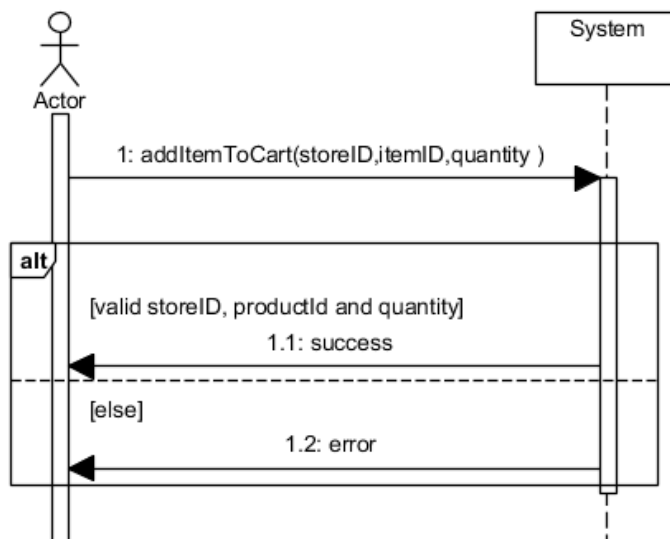 System
Actor
1: addItemToCart(storeID,itemID,quantity )
alt
[valid storeID, productId and quantity]
1.1: success
[else]
1.2: error